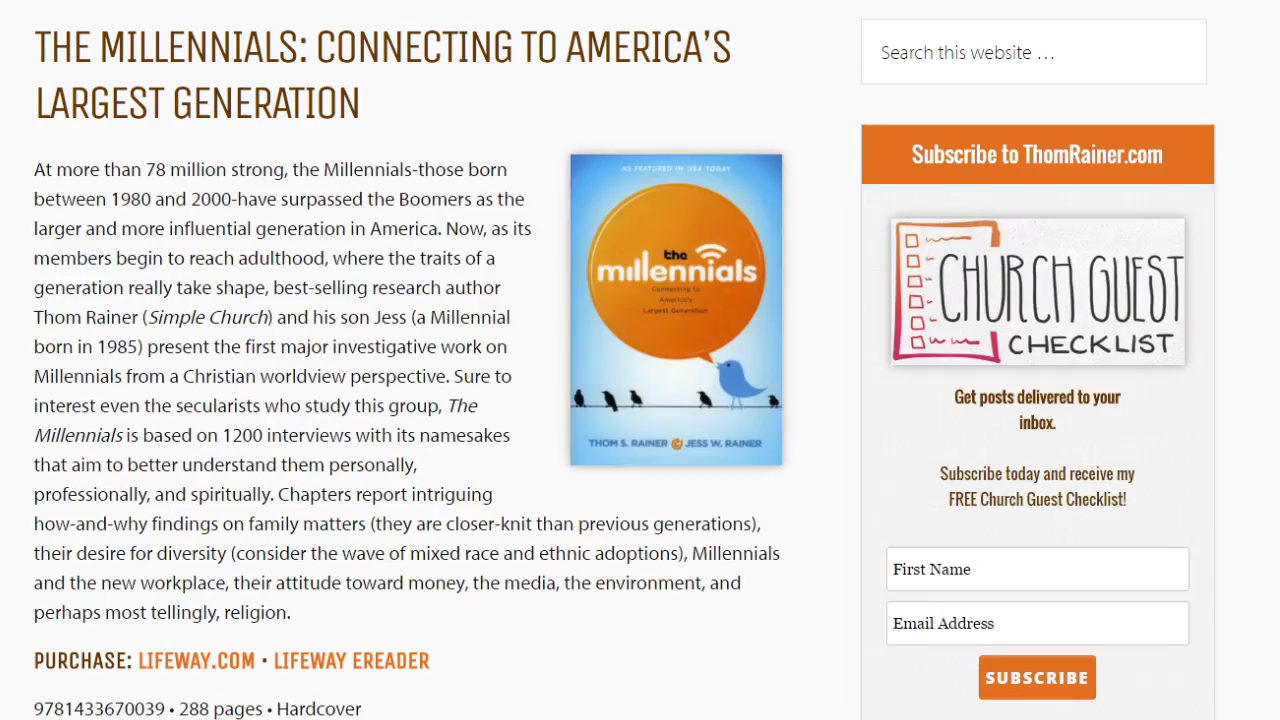 THE MILLENNIALS: CONNECTING TO AMERICA’S
LARGEST GENERATION
At more than 78 million strong, the Millennials-those born
between 1980 and 2000-have surpassed the Boomers as the
larger and more influential generation in America. Now, as its
members begin to reach adulthood, where the traits of a
generation really take shape, best-selling research author
Thom Rainer (Simple Church) and his son Jess (a Millennial
born in 1985) present the first major investigative work on
Millennials from a Christian worldview perspective. Sure to
interest even the secularists who study this group, The
Millennials is based on 1200 interviews with its namesakes
that aim to better understand them personally,
professionally, and spiritually. Chapters report intriguing
how-and-why findings on family matters (they are closer-knit than previous generations),
their desire for diversity (consider the wave of mixed race and ethnic adoptions), Millennials
and the new workplace, their attitude toward money, the media, the environment, and
perhaps most tellingly, religion.
PURCHASE: LIFEWAY.COM • LIFEWAY EREADER
9781433670039 • 288 pages • Hardcover
AS FEATURED IN USA TODAY
the
millennials
Connecting to
America's
Largest Generation
THOM S. RAINER JESS W. RAINER
Search this website …
Subscribe to ThomRainer.com
CHURCH GUEST
CHECKLIST
Get posts delivered to your
inbox.
Subscribe today and receive my
FREE Church Guest Checklist!
First Name
Email Address
SUBSCRIBE